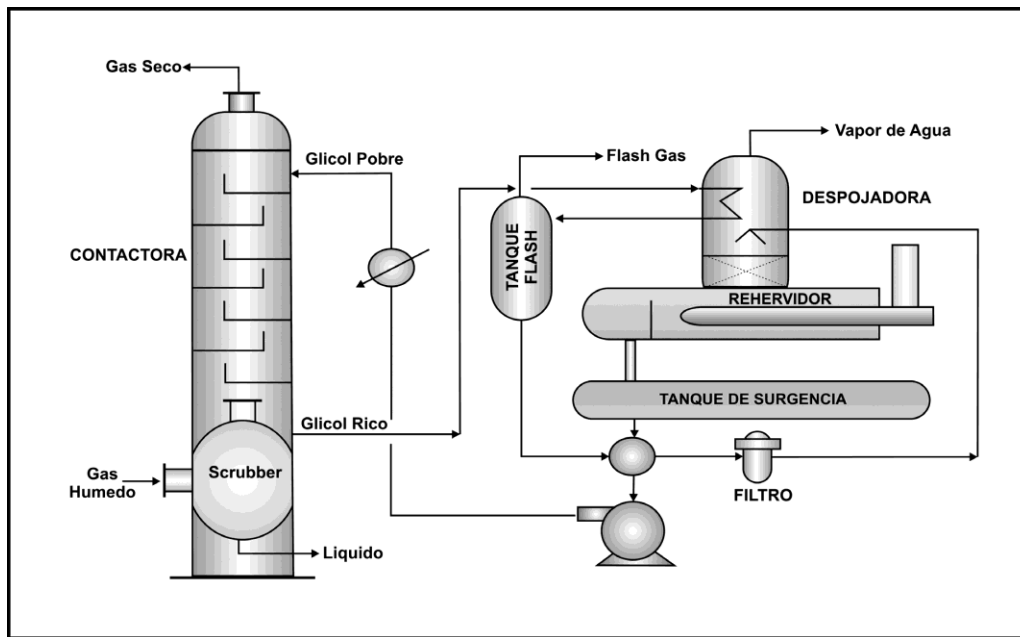 Gas Seco
Vapor de Agua
Glicol Pobre
Flash Gas
DESPOJADORA
CONTACTORA
TANQUE
FLASH
REHERVIDOR
TANQUE DE SURGENCIA
Glicol Rico
Scrubber
Gas
Humedo
FILTRO
Liquido